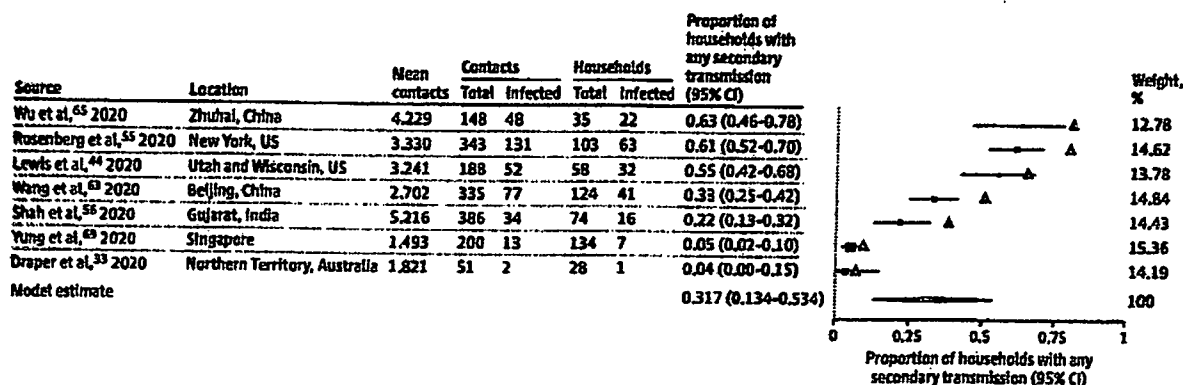 Proportion of
households with
any secondary
transmission
(95% CI)
Mean
contacts
Contacts
Households
Weight,
%
Source Location Total Infected Total Infected
Wu et al,65 2020 Zhuhai, China 4.229 148 48 35 22 0.63 (0.46-0.78) 12.78
Rosenberg et al,55 2020 New York, US 3.330 343 131 103 63 0.61 (0.52-0.70) 14.62
Lewis et al,44 2020 Utah and Wisconsin, US 3.241 188 52 58 32 0.55 (0.42-0.68) 13.78
Wang et al,63 2020 Beijing, China 2.702 335 77 124 41 0.33 (0.25-0.42) 14.84
Shah et al,56 2020 Gujarat, India 5.216 386 34 74 16 0.22 (0.13-0.32) 14.43
Yung et al,69 2020 Singapore 1.493 200 13 134 7 0.05 (0.02-0.10) 15.36
Draper et al,33 2020 Northern Territory, Australia 1.821 51 2 28 1 0.04 (0.00-0.15) 14.19
Model estimate 0.317 (0.134-0.534) 100
0 0.25 0.5 0.75 1
Proportion of households with any
secondary transmission (95% CI)